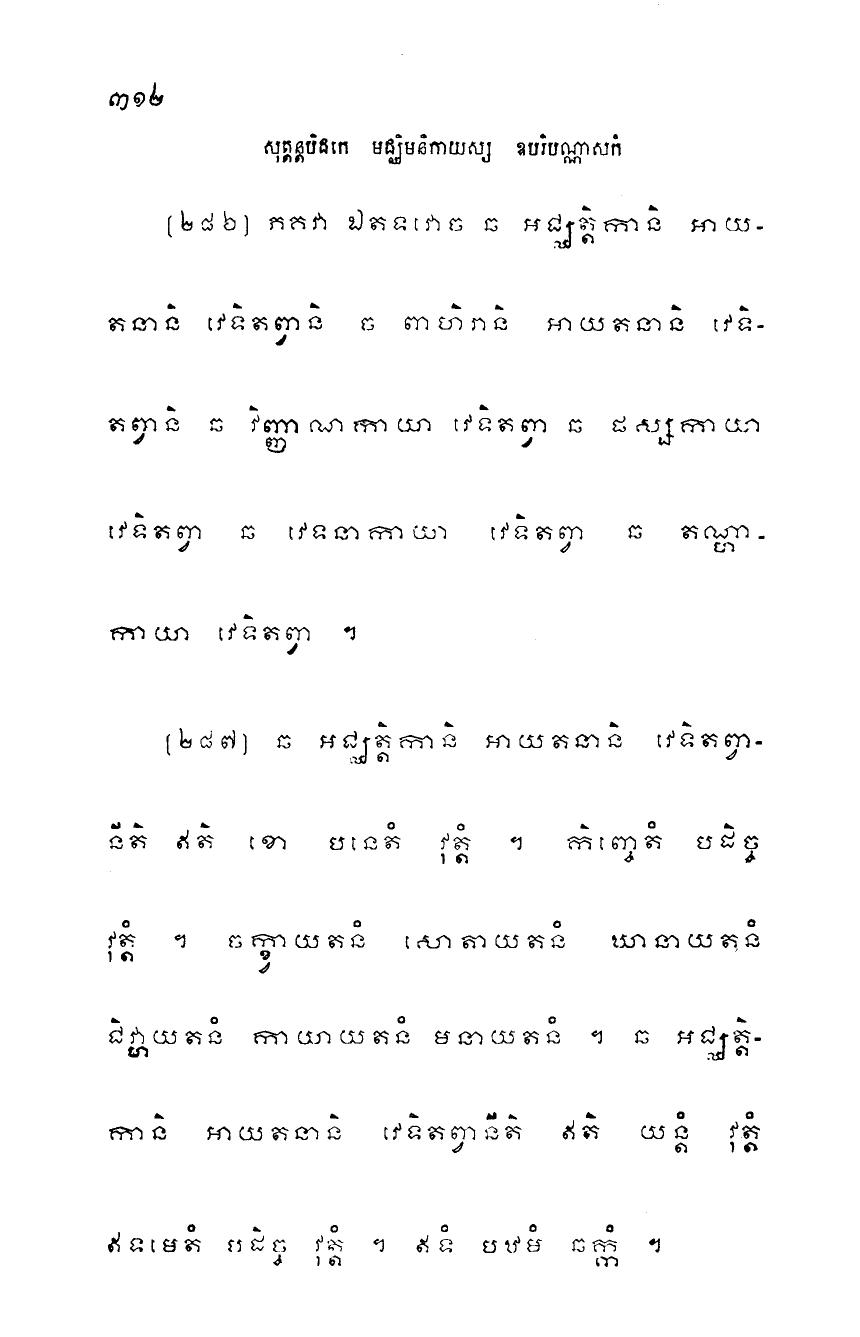 ៣១២
សុត្តន្តបិដកេ មជ្ឈិមនិកាយស្ស ឧបរិបណ្ណាសកំ
[២៨៦] ភគវា ឯតទវោច ឆ អជ្ឈត្តិកានិ អាយ-
តនានិ វេទិតព្វានិ ឆ ពាហិរានិ អាយតនានិ វេទិ-
តព្វានិ ឆ វិញ្ញាណកាយា វេទិតព្វា ឆ ផស្សកាយា
វេទិតព្វា ឆ វេទនាកាយា វេទិតព្វា ឆ តណ្ហា-
កាយា វេទិតព្វា ។
[២៨៧] ឆ អជ្ឈត្តិកានិ អាយតនានិ វេទិតព្វា-
នីតិ ឥតិ ខោ បនេតំ វុត្តំ ។ កិញ្ចេតំ បដិច្ច
វុត្តំ ។ ចក្ខ្វាយតនំ សោតាយតនំ ឃានាយតនំ
ជិវ្ហាយតនំ កាយាយតនំ មនាយតនំ ។ ឆ អជ្ឈត្តិ-
កានិ អាយតនានិ វេទិតព្វានីតិ ឥតិ យន្តំ វុត្តំ
ឥទមេតំ បដិច្ច វុត្តំ ។ ឥទំ បឋមំ ឆក្កំ ។